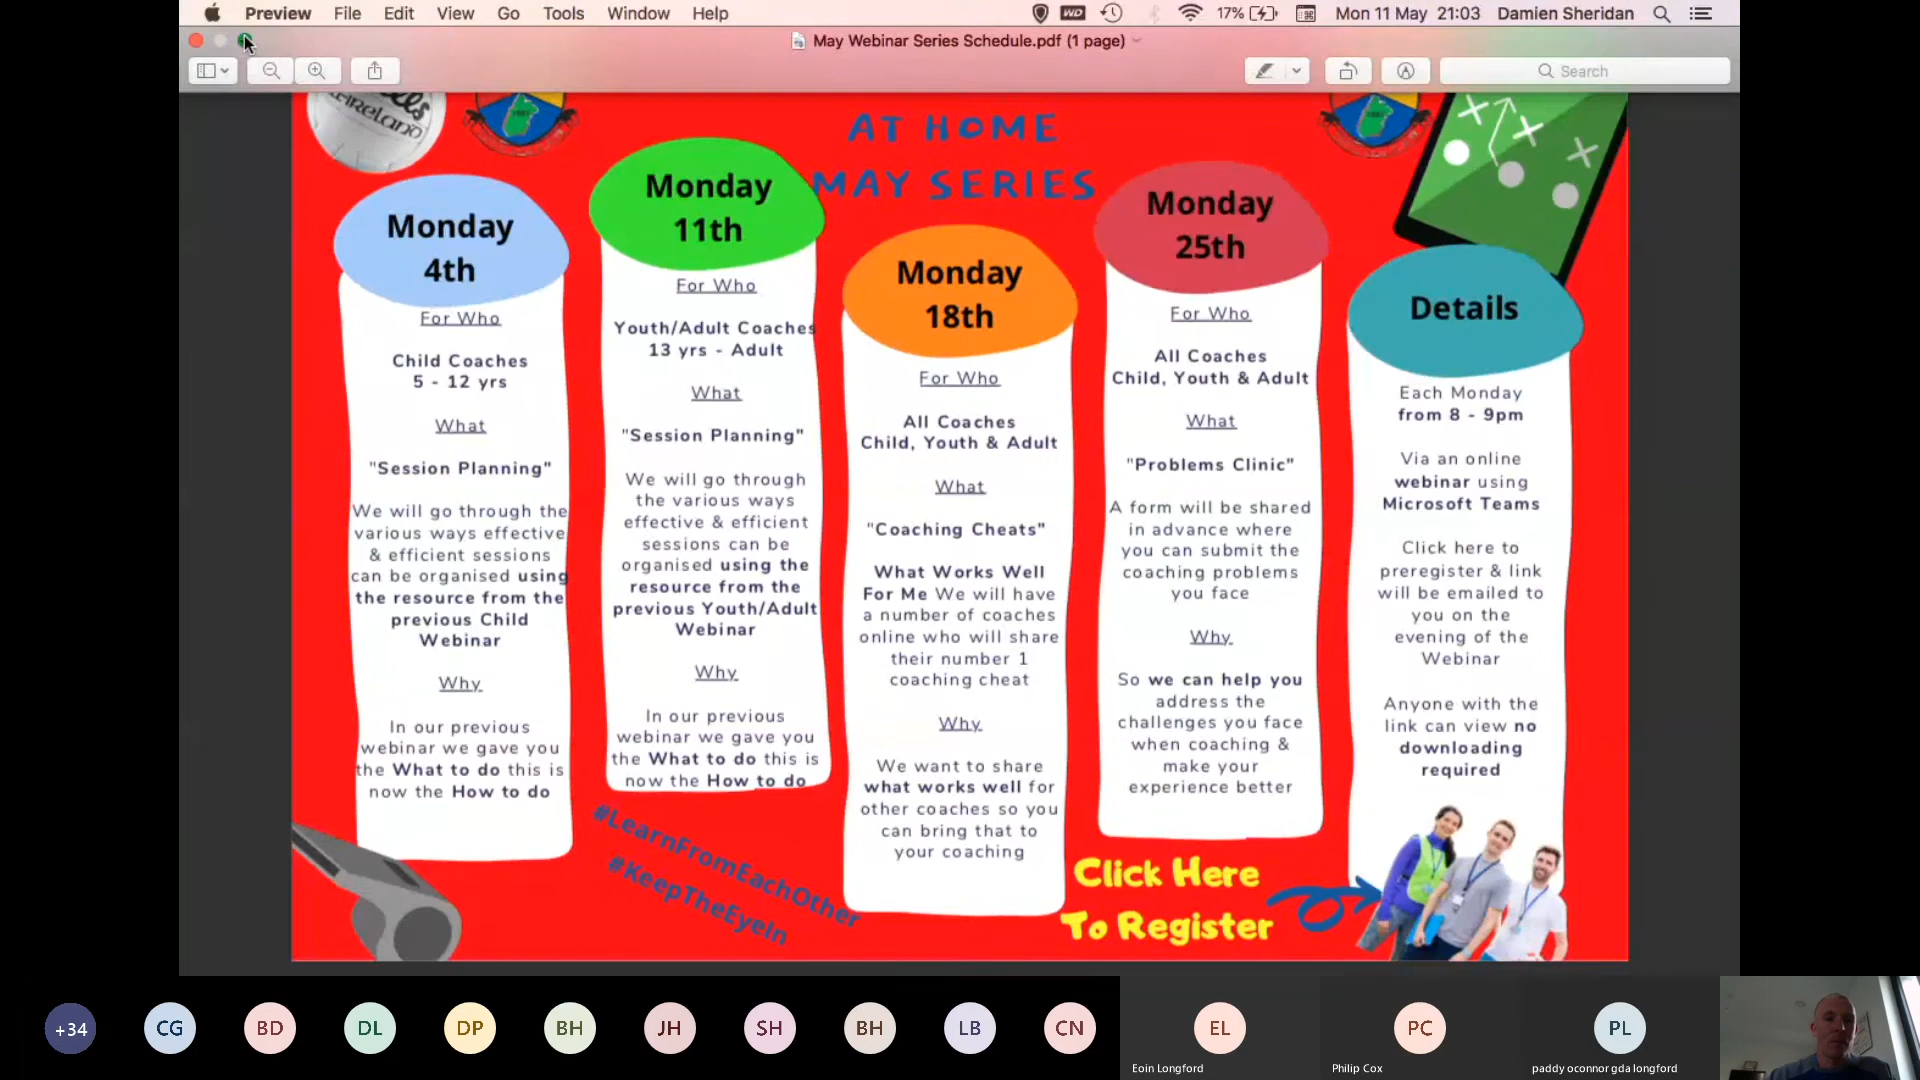 Preview File Edit View Go Tools Window Help
WD 17% Mon 11 May 21:03 Damien Sheridan
May Webinar Series Schedule.pdf (1 page)
Search
IRELAND
AT HOME
MAY SERIES
Monday
4th
For Who
Child Coaches
5 - 12 yrs
What
"Session Planning"
We will go through the
various ways effective
& efficient sessions
can be organised using
the resource from the
previous Child
Webinar
Why
In our previous
webinar we gave you
the What to do this is
now the How to do
Monday
11th
For Who
Youth/Adult Coaches
13 yrs - Adult
What
"Session Planning"
We will go through
the various ways
effective & efficient
sessions can be
organised using the
resource from the
previous Youth/Adult
Webinar
Why
In our previous
webinar we gave you
the What to do this is
now the How to do
Monday
18th
For Who
All Coaches
Child, Youth & Adult
What
"Coaching Cheats"
What Works Well
For Me We will have
a number of coaches
online who will share
their number 1
coaching cheat
Why
We want to share
what works well for
other coaches so you
can bring that to
your coaching
Monday
25th
For Who
All Coaches
Child, Youth & Adult
What
"Problems Clinic"
A form will be shared
in advance where
you can submit the
coaching problems
you face
Why
So we can help you
address the
challenges you face
when coaching &
make your
experience better
Details
Each Monday
from 8 - 9pm
Via an online
webinar using
Microsoft Teams
Click here to
preregister & link
will be emailed to
you on the
evening of the
Webinar
Anyone with the
link can view no
downloading
required
#LearnFromEachOther
#KeepTheEyeIn
Click Here
To Register
+34 CG BD DL DP BH JH SH BH LB CN EL PC PL
Eoin Longford Philip Cox paddy oconnor gda longford